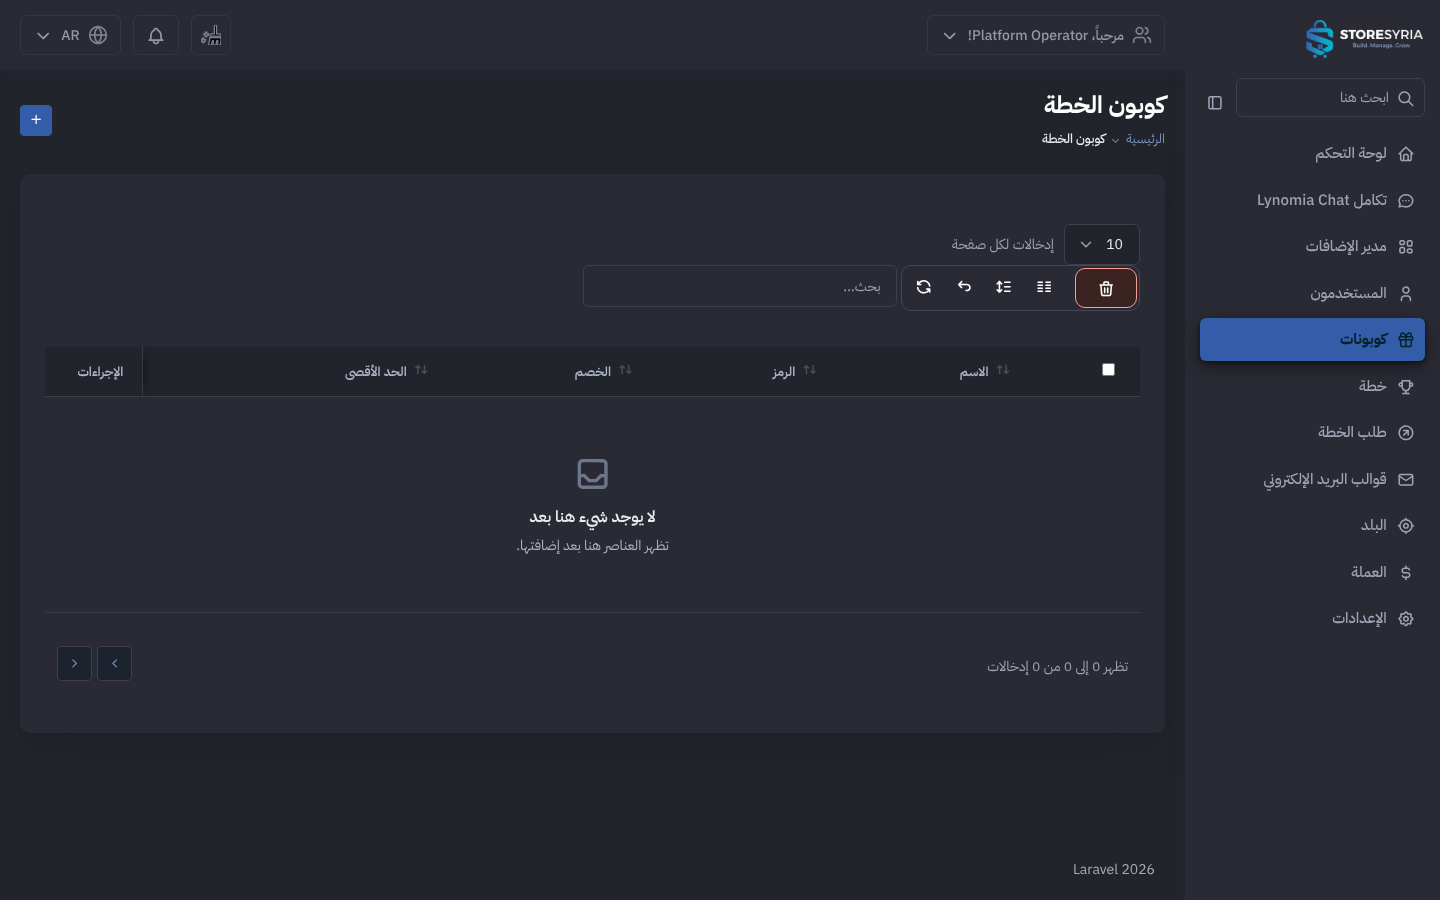 STORESYRIA
Build. Manage. Grow
مرحباً، Platform Operator!
AR
ابحث هنا
لوحة التحكم
تكامل Lynomia Chat
مدير الإضافات
المستخدمون
كوبونات
خطة
طلب الخطة
قوالب البريد الإلكتروني
البلد
العملة
الإعدادات
كوبون الخطة
الرئيسية
كوبون الخطة
+
10 إدخالات لكل صفحة
بحث...
الاسم
الرمز
الخصم
الحد الأقصى
الإجراءات
لا يوجد شيء هنا بعد
تظهر العناصر هنا بعد إضافتها.
تظهر 0 إلى 0 من 0 إدخالات
Laravel 2026